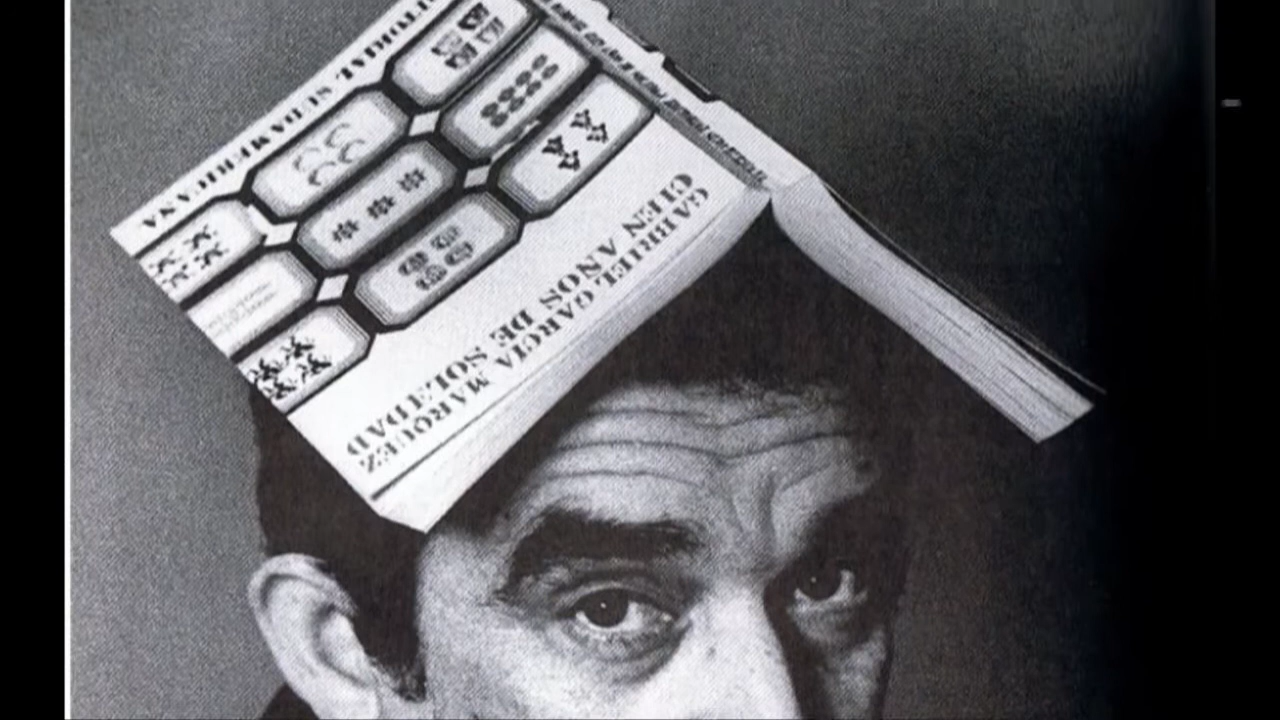 EDITORIAL SUDAMERICANA
GABRIEL GARCIA MARQUEZ
CIEN AÑOS DE SOLEDAD